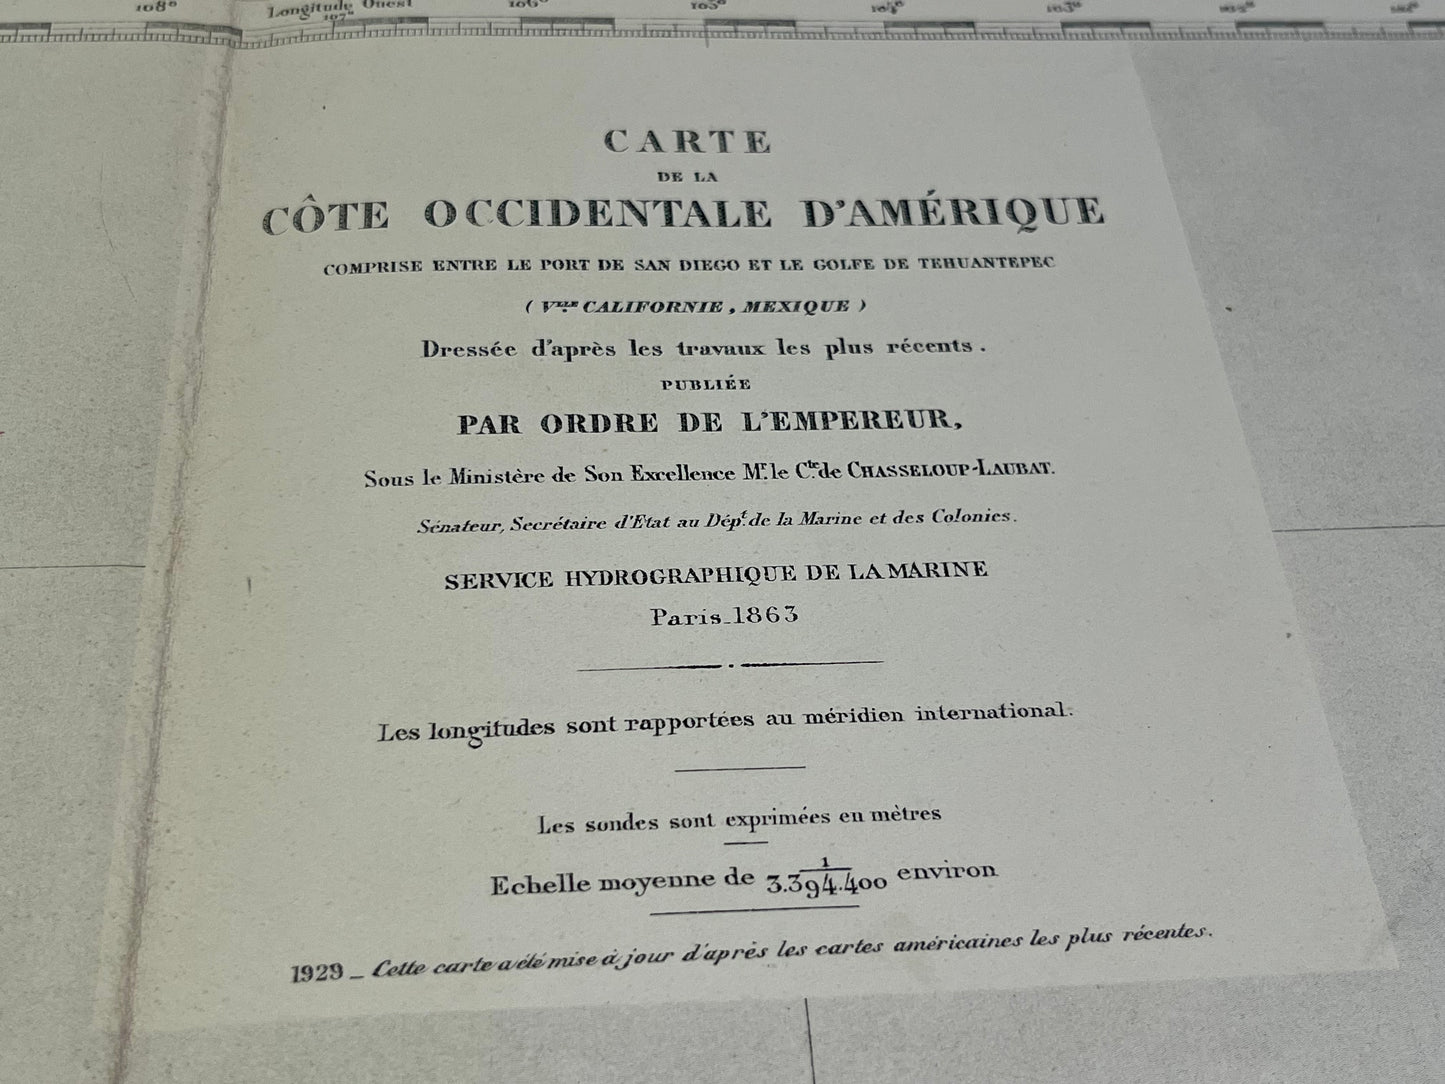 108°
Longitude Ouest
107°
106°
105°
104°
103°
102°
CARTE
DE LA
CÔTE OCCIDENTALE D'AMÉRIQUE
COMPRISE ENTRE LE PORT DE SAN DIEGO ET LE GOLFE DE TEHUANTEPEC
( Vlle. CALIFORNIE, MEXIQUE )
Dressée d'après les travaux les plus récents.
PUBLIÉE
PAR ORDRE DE L'EMPEREUR,
Sous le Ministère de Son Excellence Mr. le Cte. de CHASSELOUP-LAUBAT.
Sénateur, Secrétaire d'Etat au Dépt. de la Marine et des Colonies.
SERVICE HYDROGRAPHIQUE DE LA MARINE
Paris_1863
Les longitudes sont rapportées au méridien international.
Les sondes sont exprimées en mètres
Echelle moyenne de 1/3.394.400 environ
1929 _ Cette carte a été mise à jour d'après les cartes américaines les plus récentes.